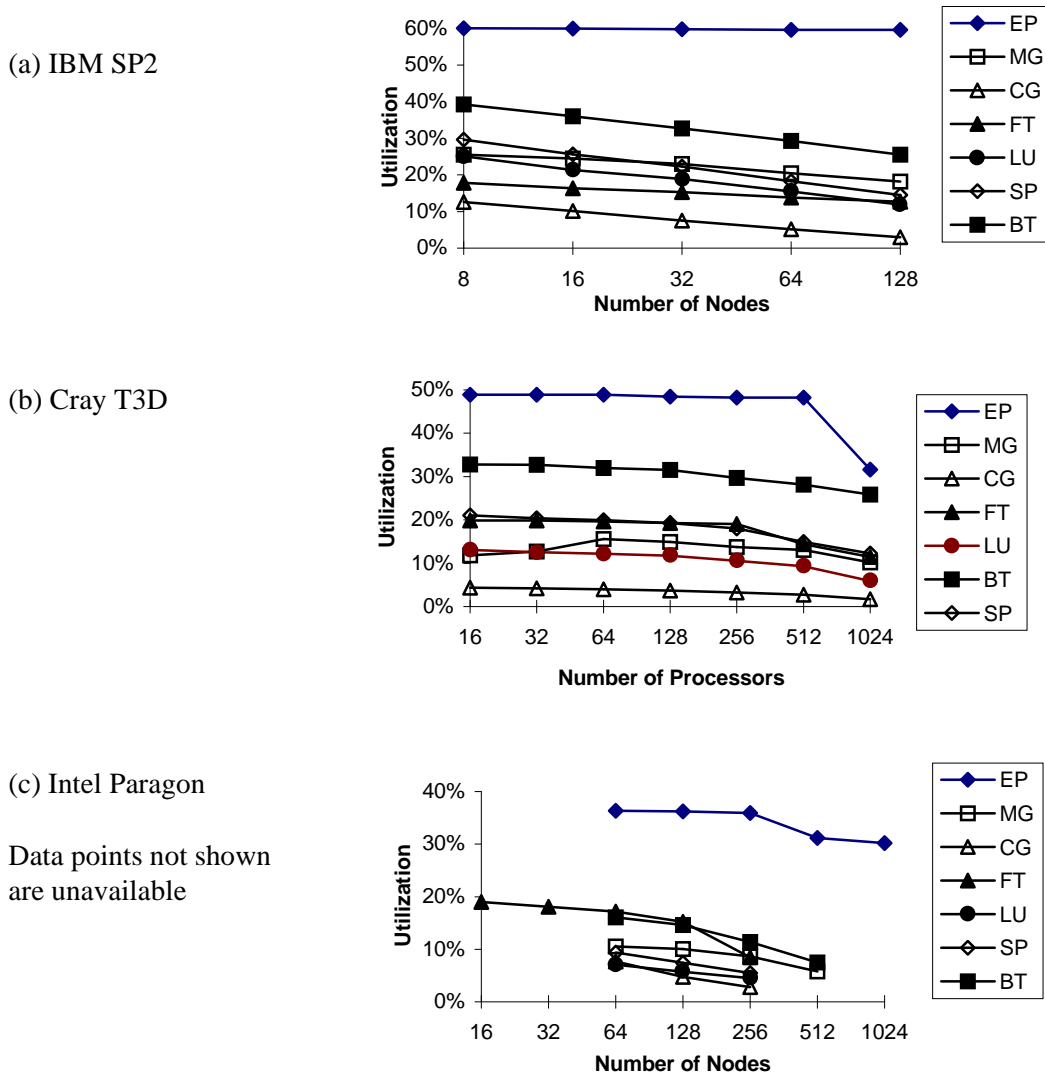 (a) IBM SP2
60%
50%
40%
30%
20%
10%
0%
Utilization
8 16 32 64 128
Number of Nodes
EP
MG
CG
FT
LU
SP
BT
(b) Cray T3D
50%
40%
30%
20%
10%
0%
Utilization
16 32 64 128 256 512 1024
Number of Processors
EP
MG
CG
FT
LU
BT
SP
(c) Intel Paragon
Data points not shown
are unavailable
40%
30%
20%
10%
0%
Utilization
16 32 64 128 256 512 1024
Number of Nodes
EP
MG
CG
FT
LU
SP
BT